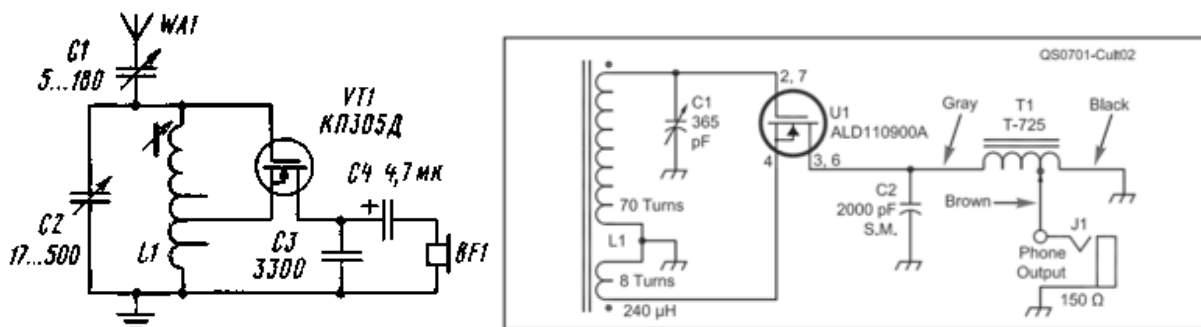 WA1
C1
5...180
VT1
КП305Д
C4 4,7 мк
+
C2
17...500
L1
C3
3300
BF1
QS0701-Cult02
2, 7
C1
365
pF
U1
ALD110900A
4
3, 6
Gray
T1
T-725
Black
C2
2000 pF
S.M.
Brown
J1
Phone
Output
150 Ω
70 Turns
L1
8 Turns
240 µH